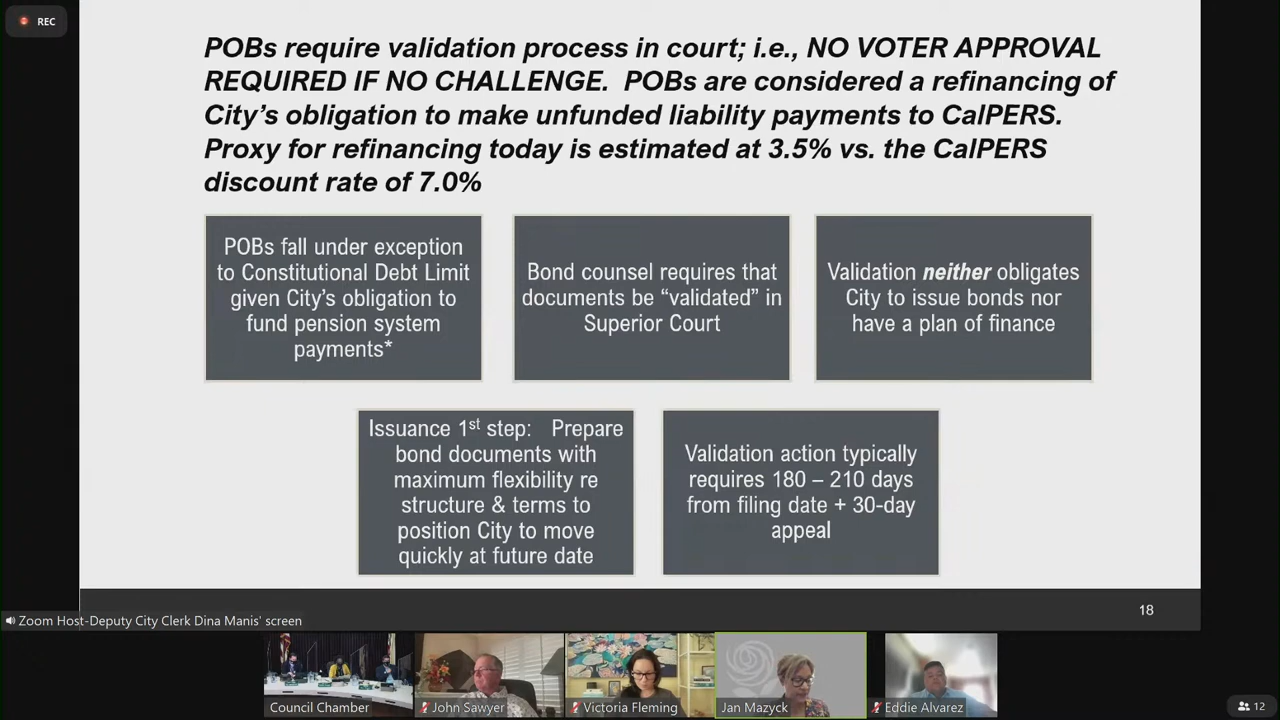 REC
POBs require validation process in court; i.e., NO VOTER APPROVAL
REQUIRED IF NO CHALLENGE.  POBs are considered a refinancing of
City's obligation to make unfunded liability payments to CalPERS.
Proxy for refinancing today is estimated at 3.5% vs. the CalPERS
discount rate of 7.0%
POBs fall under exception
to Constitutional Debt Limit
given City's obligation to
fund pension system
payments*
Bond counsel requires that
documents be “validated” in
Superior Court
Validation neither obligates
City to issue bonds nor
have a plan of finance
Issuance 1st step:   Prepare
bond documents with
maximum flexibility re
structure & terms to
position City to move
quickly at future date
Validation action typically
requires 180 – 210 days
from filing date + 30-day
appeal
18
Zoom Host-Deputy City Clerk Dina Manis' screen
Council Chamber
John Sawyer
Victoria Fleming
Jan Mazyck
Eddie Alvarez
12